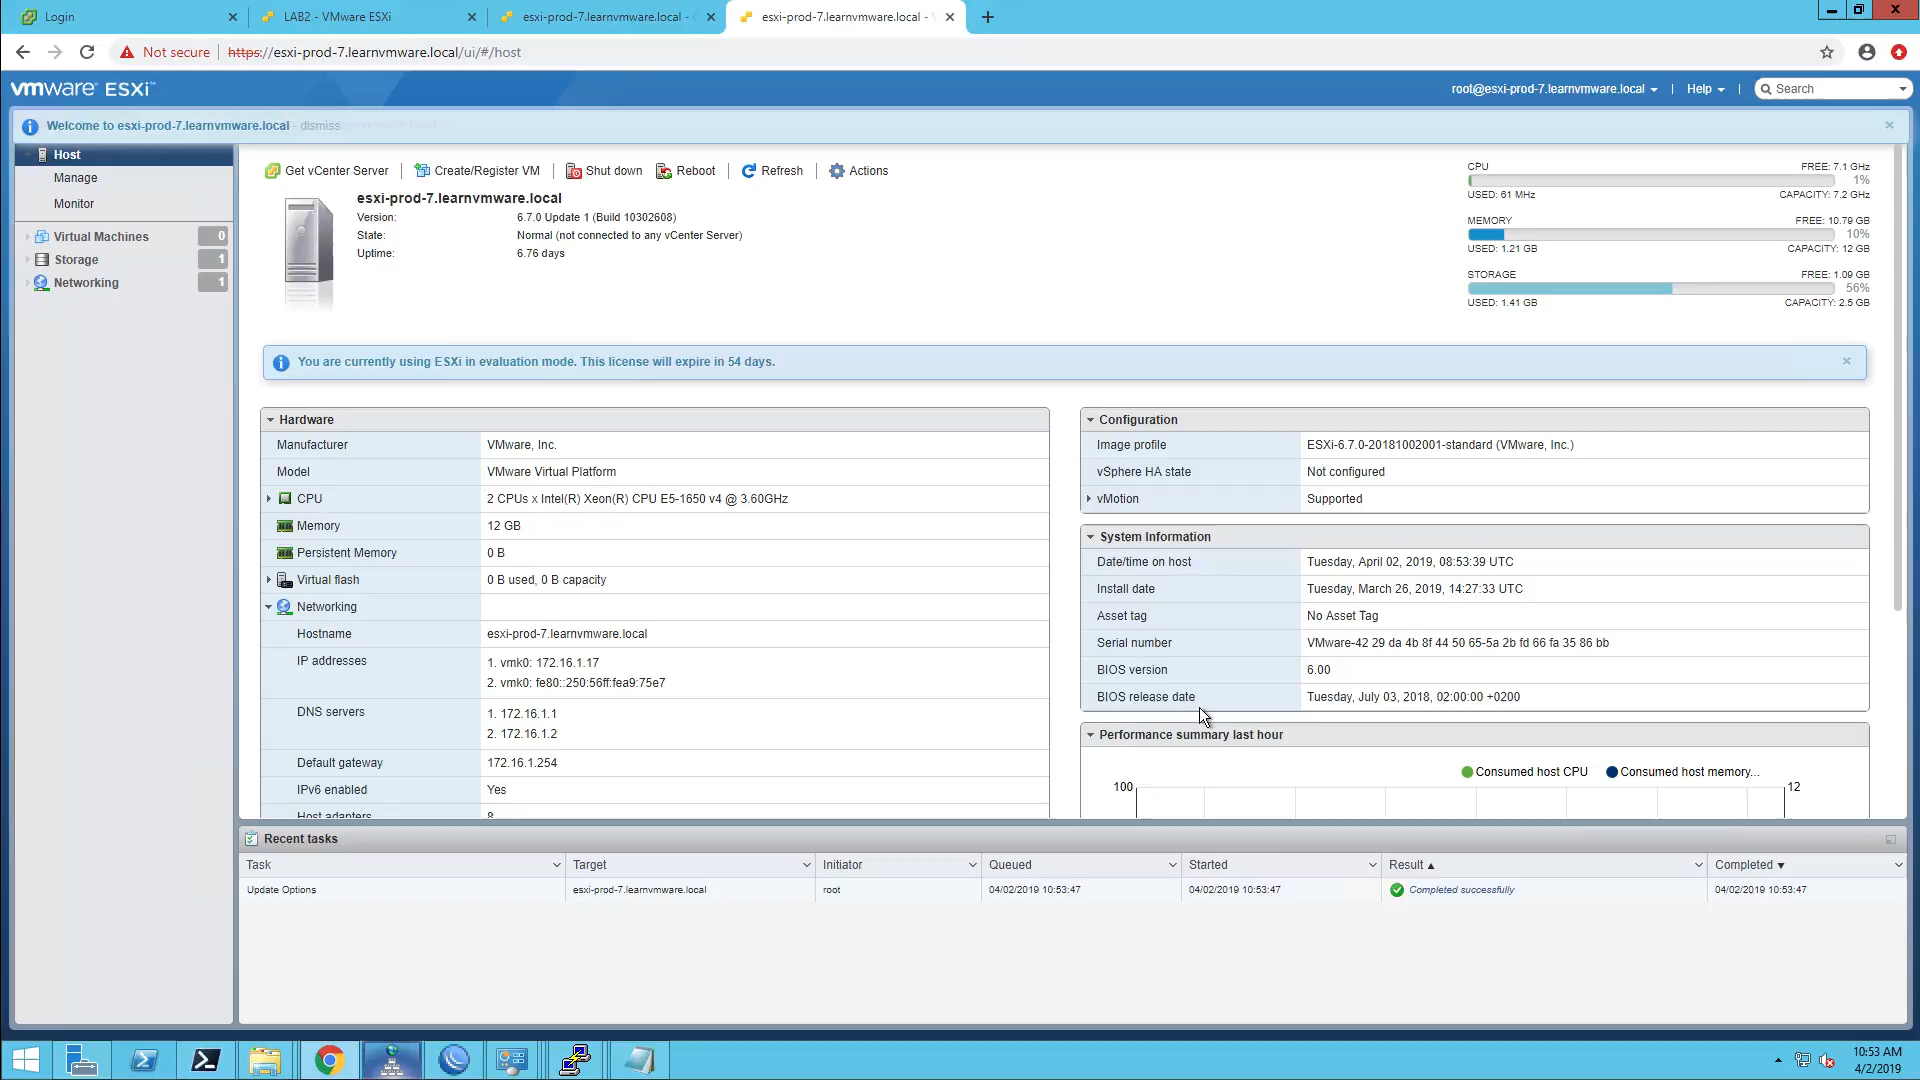 Login
LAB2 - VMware ESXi
esxi-prod-7.learnvmware.local -
esxi-prod-7.learnvmware.local -
Not secure
https://esxi-prod-7.learnvmware.local/ui/#/host
vmware ESXi™
root@esxi-prod-7.learnvmware.local
Help
Search
Welcome to esxi-prod-7.learnvmware.local - dismiss
Host
Manage
Monitor
Virtual Machines 0
Storage 1
Networking 1
Get vCenter Server
Create/Register VM
Shut down
Reboot
Refresh
Actions
esxi-prod-7.learnvmware.local
Version: 6.7.0 Update 1 (Build 10302608)
State: Normal (not connected to any vCenter Server)
Uptime: 6.76 days
CPU FREE: 7.1 GHz
1%
USED: 61 MHz CAPACITY: 7.2 GHz
MEMORY FREE: 10.79 GB
10%
USED: 1.21 GB CAPACITY: 12 GB
STORAGE FREE: 1.09 GB
56%
USED: 1.41 GB CAPACITY: 2.5 GB
You are currently using ESXi in evaluation mode. This license will expire in 54 days.
Hardware
Manufacturer VMware, Inc.
Model VMware Virtual Platform
CPU 2 CPUs x Intel(R) Xeon(R) CPU E5-1650 v4 @ 3.60GHz
Memory 12 GB
Persistent Memory 0 B
Virtual flash 0 B used, 0 B capacity
Networking
Hostname esxi-prod-7.learnvmware.local
IP addresses 1. vmk0: 172.16.1.17
2. vmk0: fe80::250:56ff:fea9:75e7
DNS servers 1. 172.16.1.1
2. 172.16.1.2
Default gateway 172.16.1.254
IPv6 enabled Yes
Host adapters 8
Configuration
Image profile ESXi-6.7.0-20181002001-standard (VMware, Inc.)
vSphere HA state Not configured
vMotion Supported
System Information
Date/time on host Tuesday, April 02, 2019, 08:53:39 UTC
Install date Tuesday, March 26, 2019, 14:27:33 UTC
Asset tag No Asset Tag
Serial number VMware-42 29 da 4b 8f 44 50 65-5a 2b fd 66 fa 35 86 bb
BIOS version 6.00
BIOS release date Tuesday, July 03, 2018, 02:00:00 +0200
Performance summary last hour
Consumed host CPU Consumed host memory...
100 12
Recent tasks
Task Target Initiator Queued Started Result Completed
Update Options esxi-prod-7.learnvmware.local root 04/02/2019 10:53:47 04/02/2019 10:53:47 Completed successfully 04/02/2019 10:53:47
10:53 AM
4/2/2019